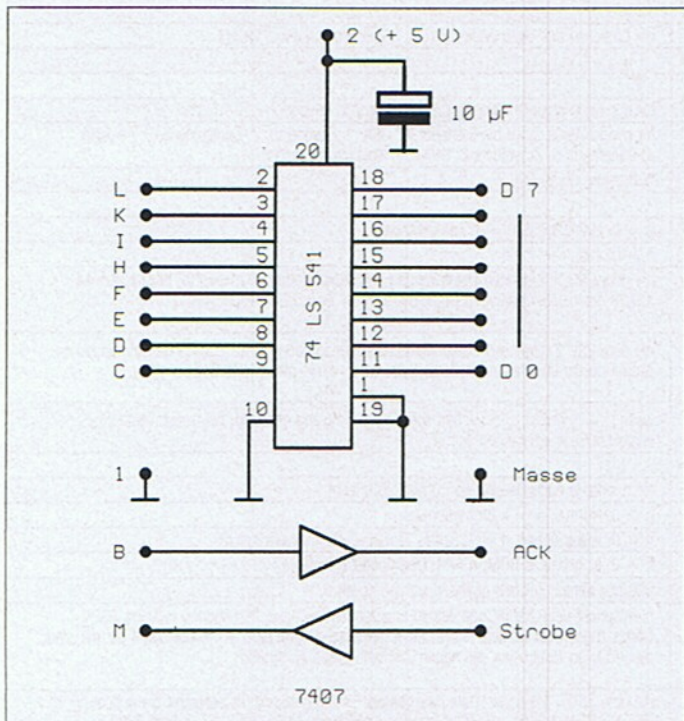 2 (+ 5 V)
10 µF
20
L 2 18 D 7
K 3 17
I 4 16
H 5 15
F 6 14
E 7 13
D 8 12
C 9 11 D 0
1
10 19
74 LS 541
1 Masse
B ACK
M Strobe
7407